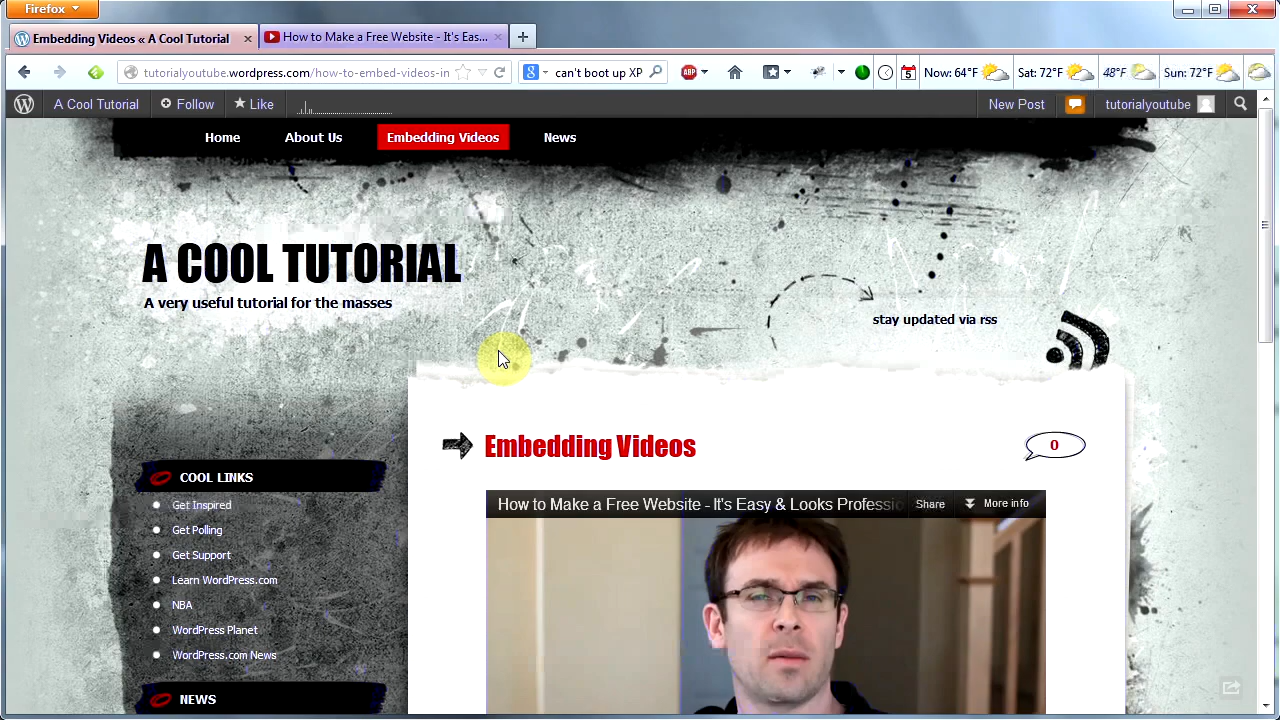 Firefox
Embedding Videos « A Cool Tutorial
How to Make a Free Website - It's Eas...
tutorialyoutube.wordpress.com/how-to-embed-videos-in
can't boot up XP
ABP
5
Now: 64°F
Sat: 72°F
48°F
Sun: 72°F
A Cool Tutorial
Follow
Like
New Post
tutorialyoutube
Home
About Us
Embedding Videos
News
A COOL TUTORIAL
A very useful tutorial for the masses
stay updated via rss
Embedding Videos
0
COOL LINKS
Get Inspired
Get Polling
Get Support
Learn WordPress.com
NBA
WordPress Planet
WordPress.com News
NEWS
How to Make a Free Website - It's Easy & Looks Professio
Share
More info